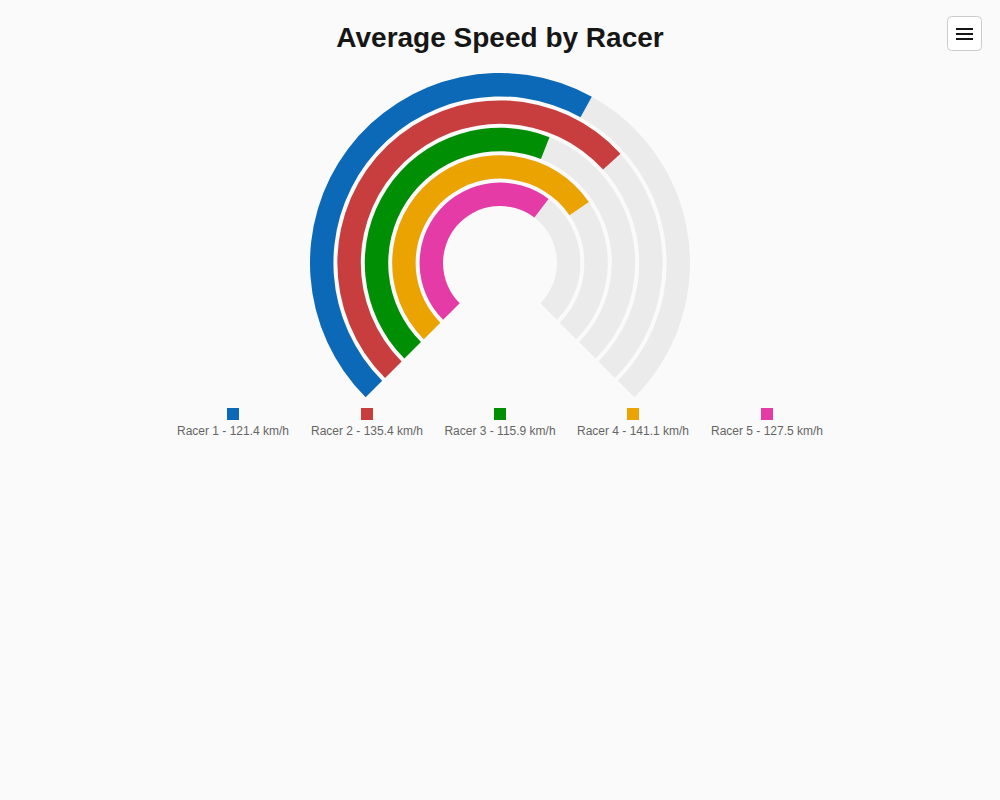 Average Speed by Racer
Racer 1 - 121.4 km/h
Racer 2 - 135.4 km/h
Racer 3 - 115.9 km/h
Racer 4 - 141.1 km/h
Racer 5 - 127.5 km/h